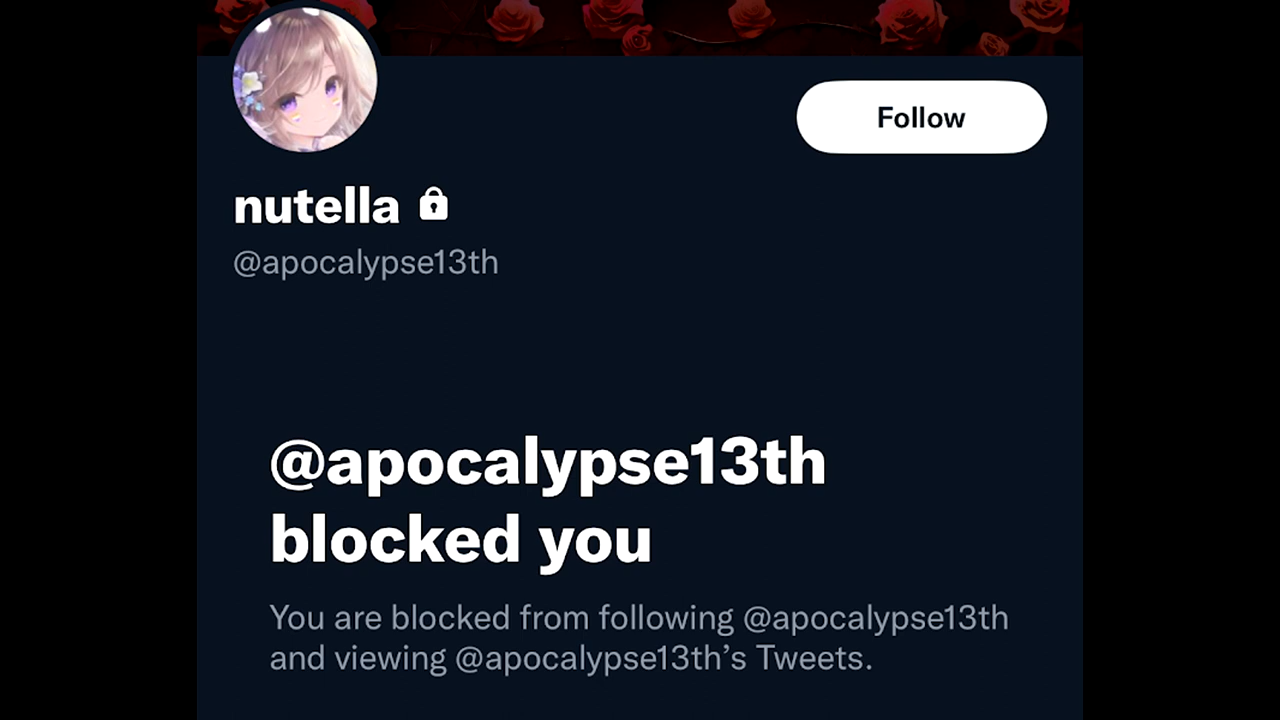 Follow
nutella
@apocalypse13th
@apocalypse13th
blocked you
You are blocked from following @apocalypse13th
and viewing @apocalypse13th’s Tweets.